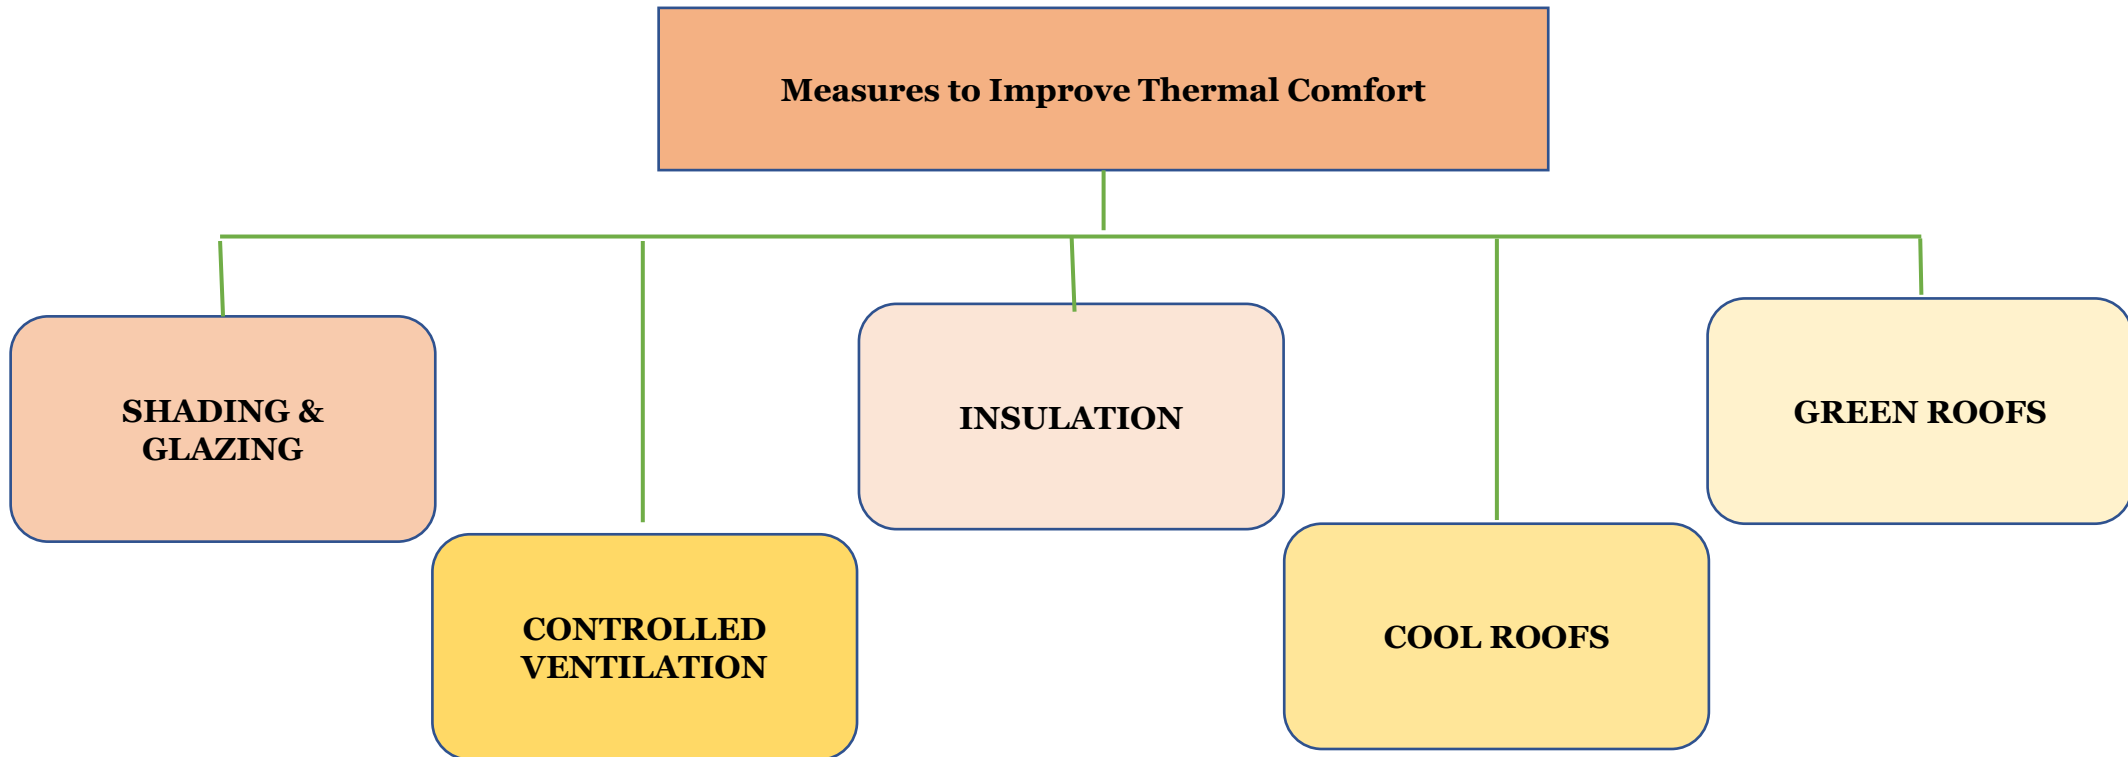 Measures to Improve Thermal Comfort
SHADING &
GLAZING
CONTROLLED
VENTILATION
INSULATION
COOL ROOFS
GREEN ROOFS